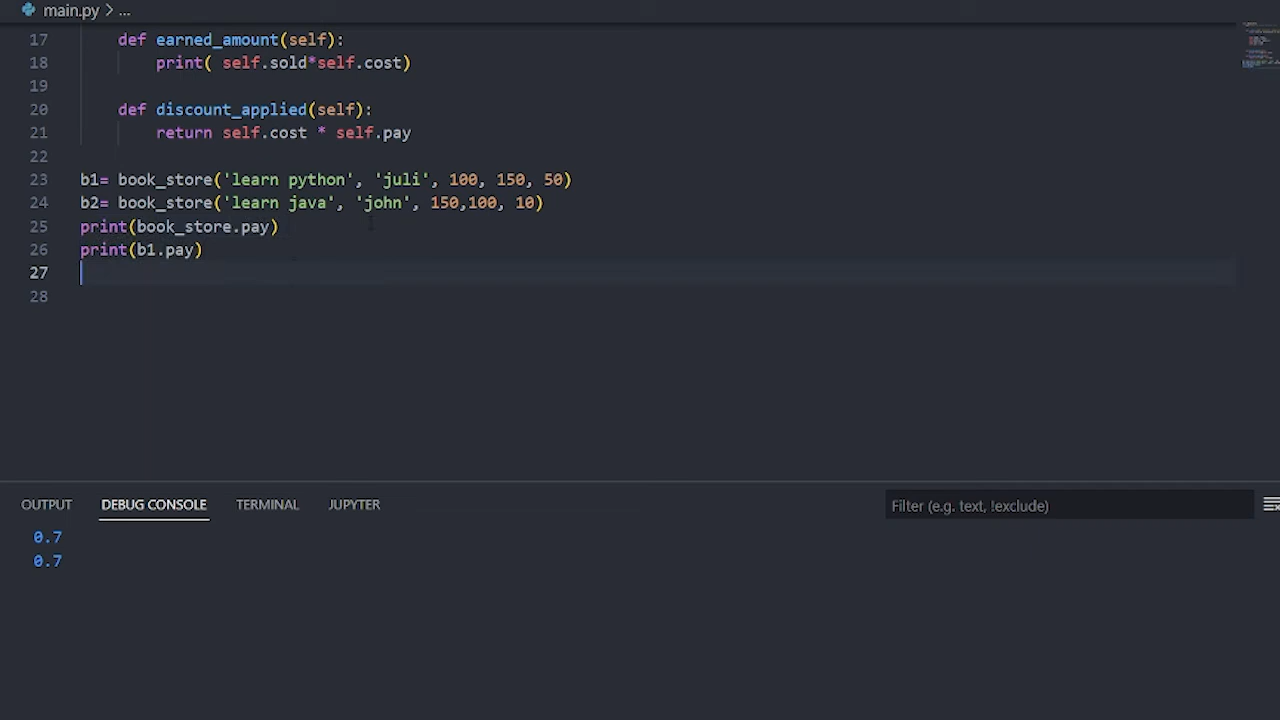 main.py > ...
17 def earned_amount(self):
18 print( self.sold*self.cost)
19
20 def discount_applied(self):
21 return self.cost * self.pay
22
23 b1= book_store('learn python', 'juli', 100, 150, 50)
24 b2= book_store('learn java', 'john', 150,100, 10)
25 print(book_store.pay)
26 print(b1.pay)
27
28
OUTPUT DEBUG CONSOLE TERMINAL JUPYTER Filter (e.g. text, !exclude)
0.7
0.7